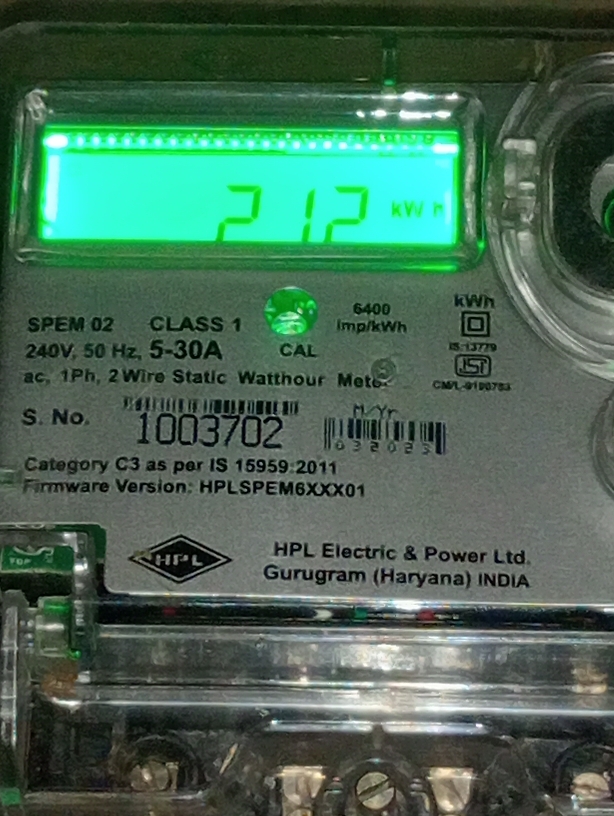 212 kWh
SPEM 02 CLASS 1
6400
imp/kWh
kWh
240V, 50 Hz, 5-30A
CAL
IS:13779
ac, 1Ph, 2 Wire Static Watthour Meter
ISI
S. No.
1003702
M/Yr
032023
Category C3 as per IS 15959:2011
Firmware Version: HPLSPEM6XXX01
HPL
HPL Electric & Power Ltd.
Gurugram (Haryana) INDIA
TOP